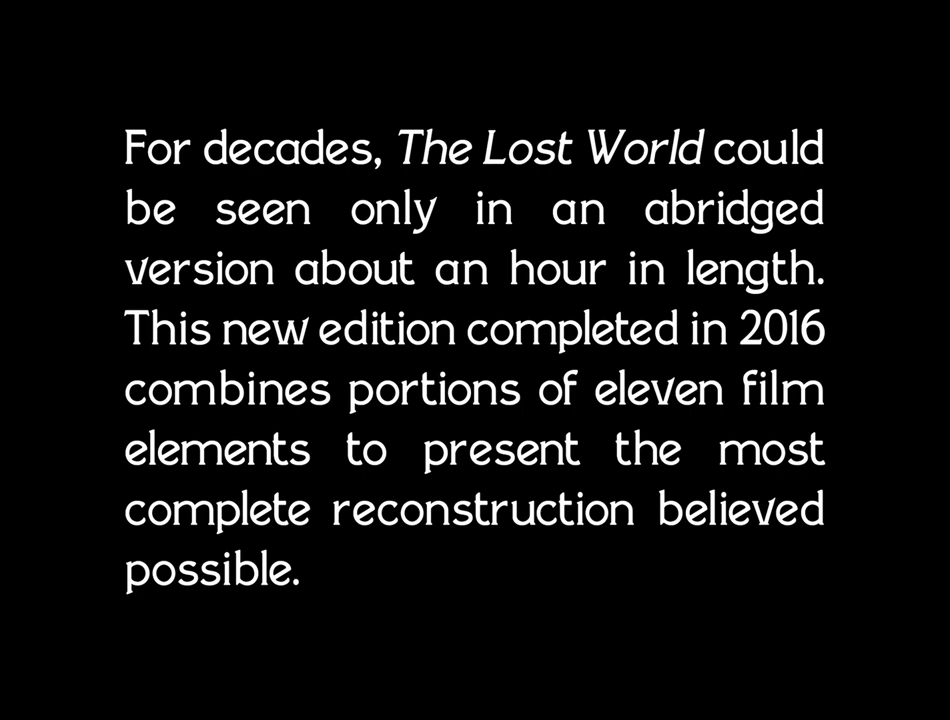 For decades, The Lost World could
be seen only in an abridged
version about an hour in length.
This new edition completed in 2016
combines portions of eleven film
elements to present the most
complete reconstruction believed
possible.